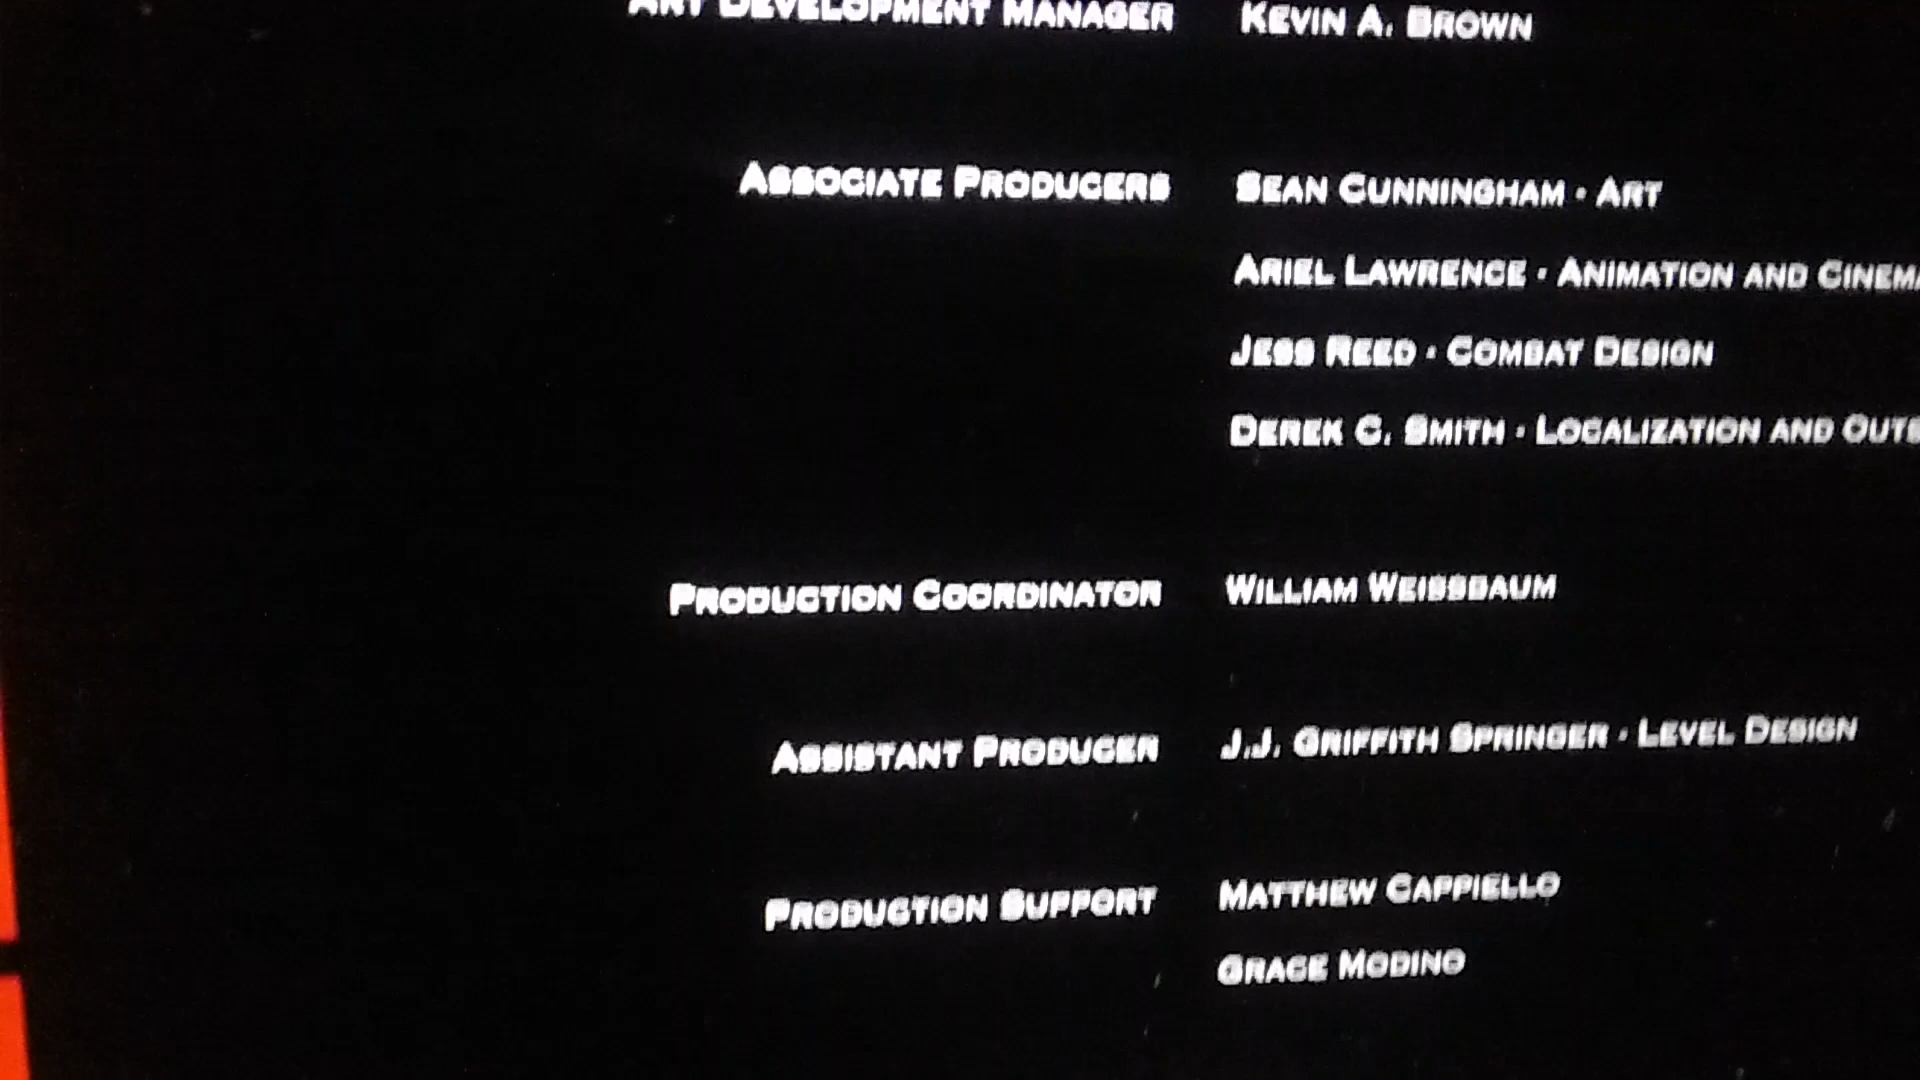 ART DEVELOPMENT MANAGER KEVIN A. BROWN
ASSOCIATE PRODUCERS SEAN CUNNINGHAM • ART
ARIEL LAWRENCE • ANIMATION AND
JESS REED • COMBAT DESIGN
DEREK C. SMITH • LOCALIZATION AND
PRODUCTION COORDINATOR WILLIAM WEISSBAUM
ASSISTANT PRODUCER J.J. GRIFFITH SPRINGER • LEVEL DESIGN
PRODUCTION SUPPORT MATTHEW CAPPIELLO
GRACE MODINO